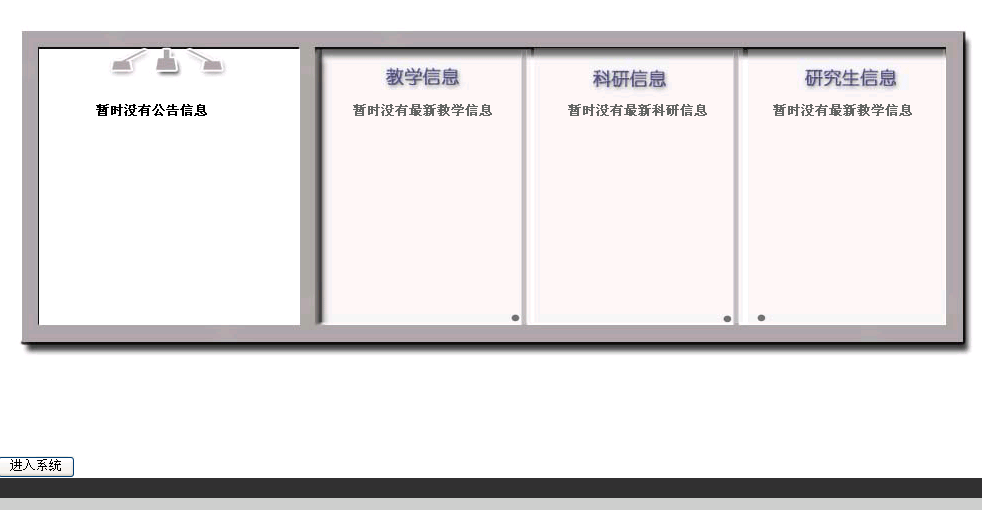 教学信息
科研信息
研究生信息
暂时没有公告信息
暂时没有最新教学信息
暂时没有最新科研信息
暂时没有最新教学信息
进入系统